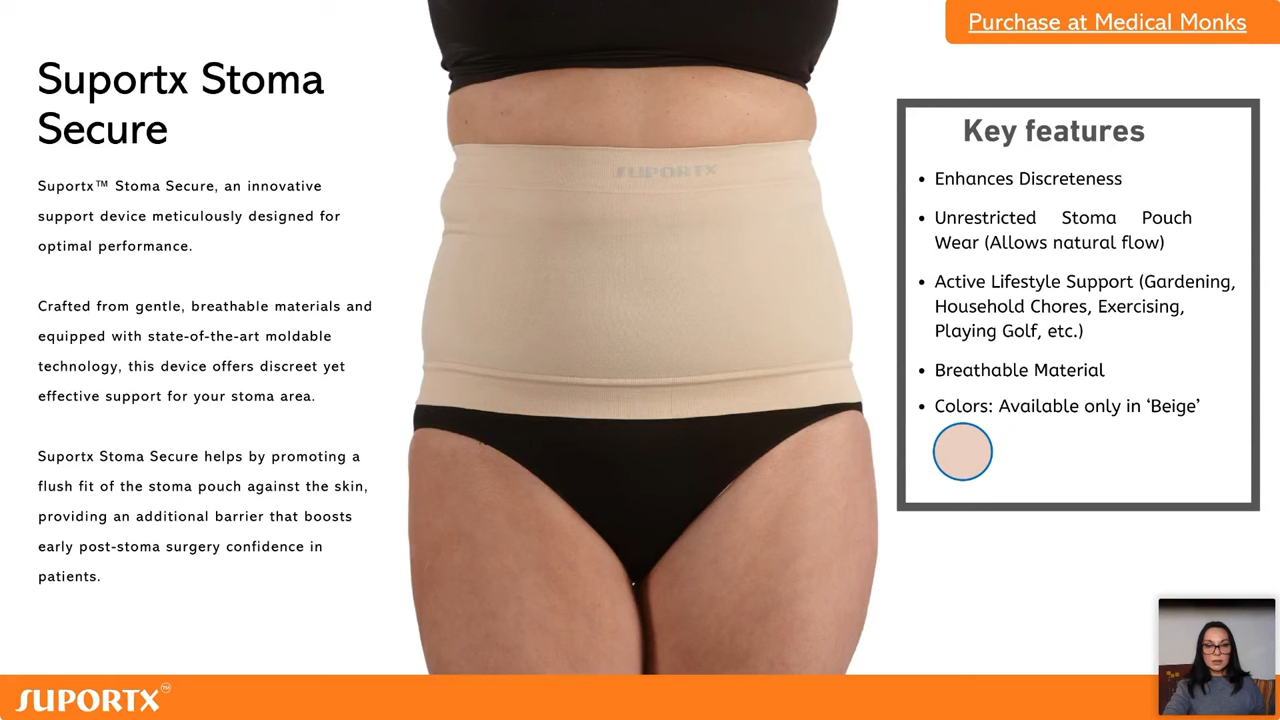 Purchase at Medical Monks
Suportx Stoma
Secure
Suportx™ Stoma Secure, an innovative
support device meticulously designed for
optimal performance.
Crafted from gentle, breathable materials and
equipped with state-of-the-art moldable
technology, this device offers discreet yet
effective support for your stoma area.
Suportx Stoma Secure helps by promoting a
flush fit of the stoma pouch against the skin,
providing an additional barrier that boosts
early post-stoma surgery confidence in
patients.
SUPORTX
Key features
• Enhances Discreteness
• Unrestricted Stoma Pouch
Wear (Allows natural flow)
• Active Lifestyle Support (Gardening,
Household Chores, Exercising,
Playing Golf, etc.)
• Breathable Material
• Colors: Available only in ‘Beige’
SUPORTX™